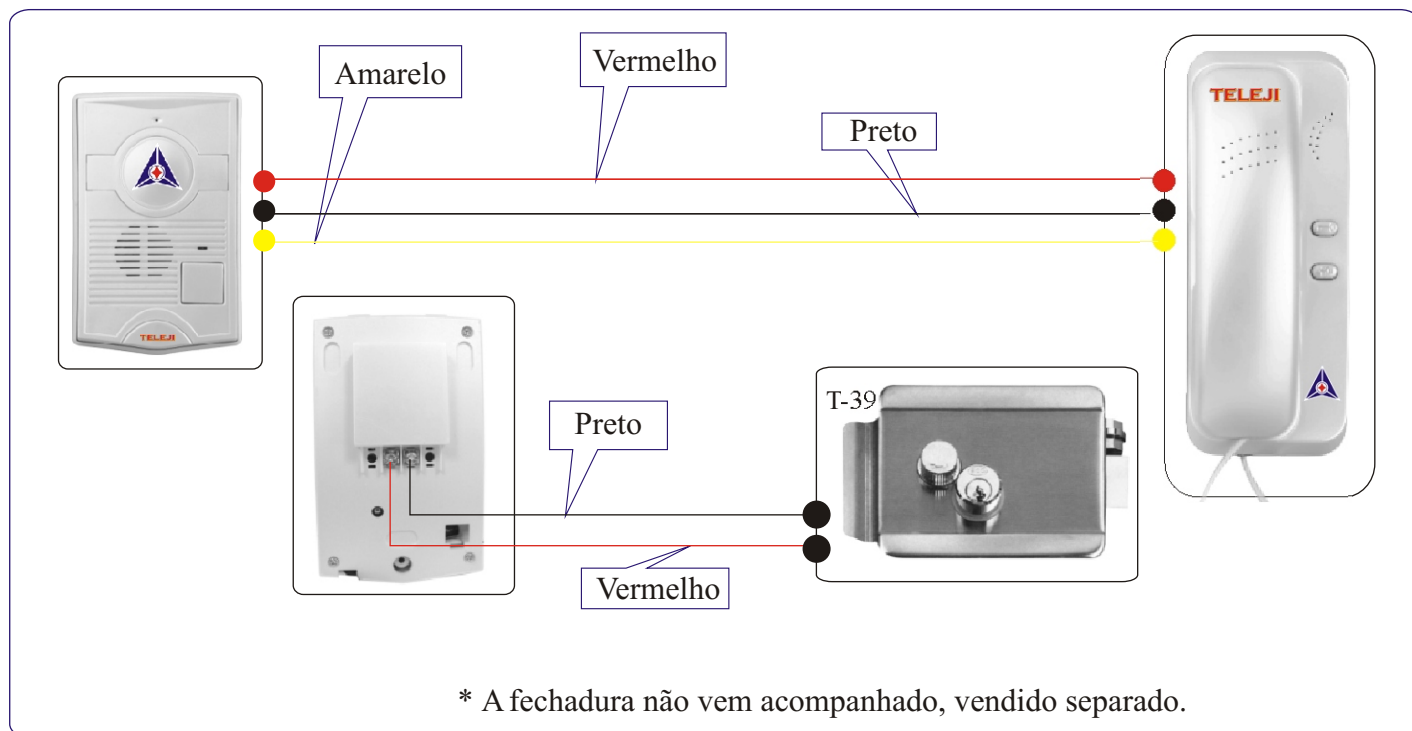 Amarelo
Vermelho
Preto
TELEJI
TELEJI
T-39
Preto
Vermelho
* A fechadura não vem acompanhado, vendido separado.